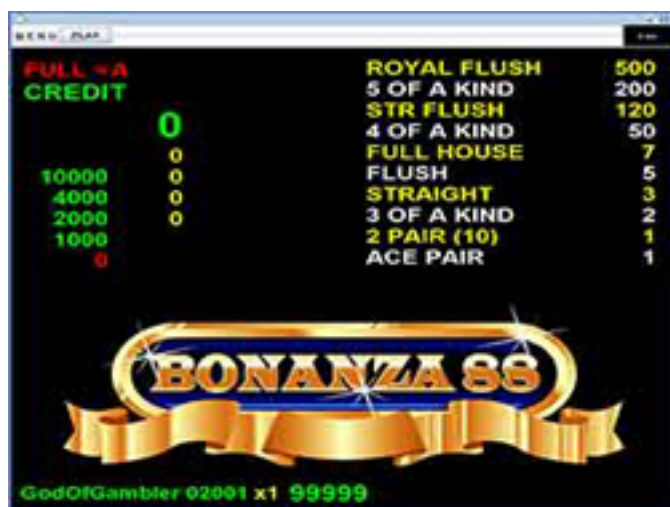 MENU PLAY
FULL =A
CREDIT
0
0
10000 0
4000 0
2000 0
1000
0
ROYAL FLUSH 500
5 OF A KIND 200
STR FLUSH 120
4 OF A KIND 50
FULL HOUSE 7
FLUSH 5
STRAIGHT 3
3 OF A KIND 2
2 PAIR (10) 1
ACE PAIR 1
BONANZA 88
GodOfGambler 02001 x1 99999